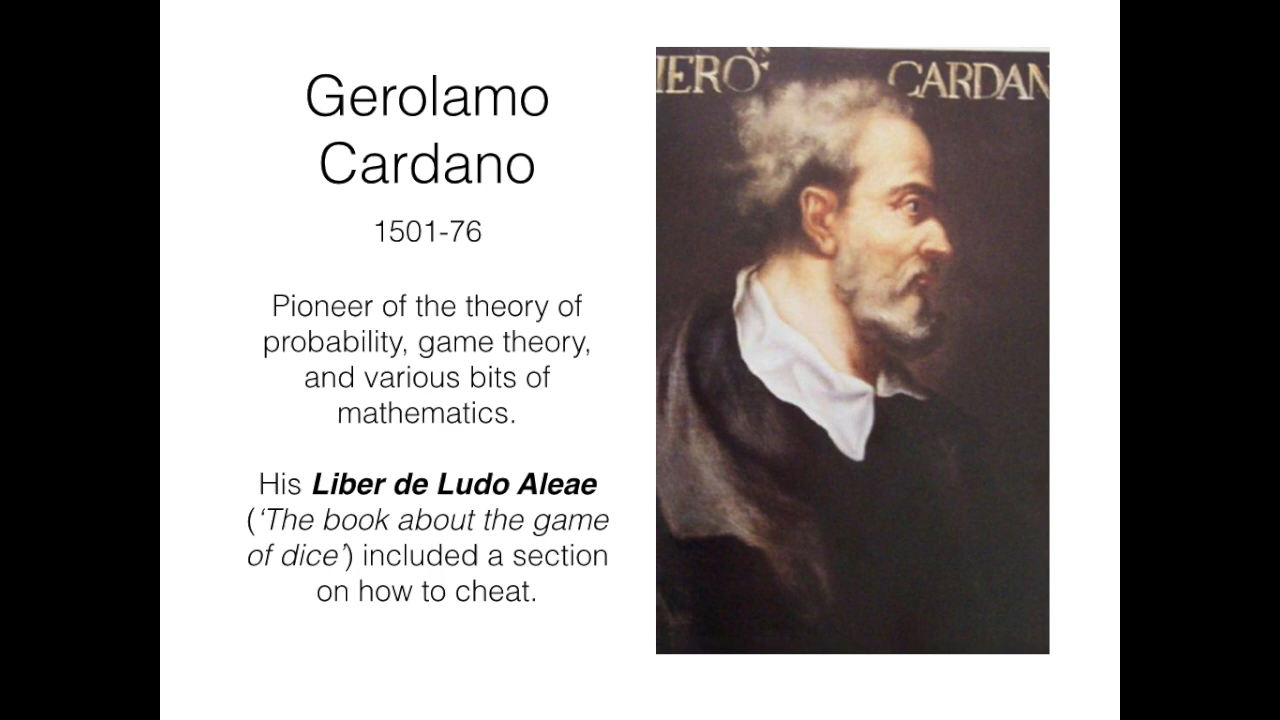 Gerolamo
Cardano
1501-76
Pioneer of the theory of
probability, game theory,
and various bits of
mathematics.
His Liber de Ludo Aleae
(‘The book about the game
of dice’) included a section
on how to cheat.
IERO CARDAN